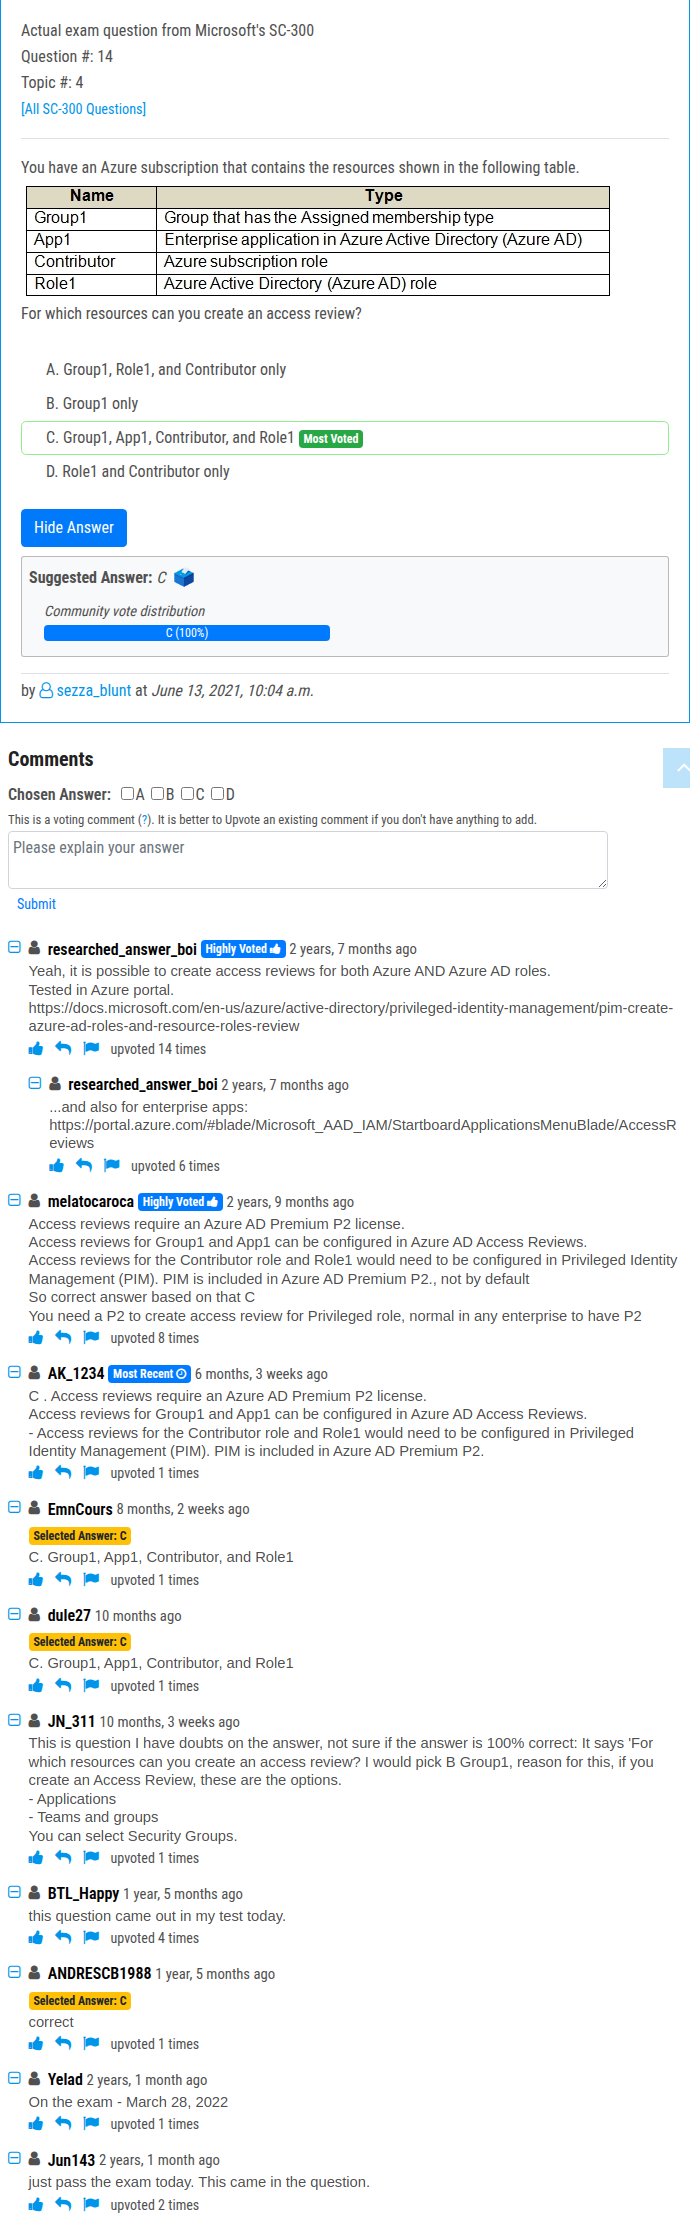 Actual exam question from Microsoft's SC-300
Question #: 14
Topic #: 4
[All SC-300 Questions]
You have an Azure subscription that contains the resources shown in the following table.
Name Type
Group1 Group that has the Assigned membership type
App1 Enterprise application in Azure Active Directory (Azure AD)
Contributor Azure subscription role
Role1 Azure Active Directory (Azure AD) role
For which resources can you create an access review?
A. Group1, Role1, and Contributor only
B. Group1 only
C. Group1, App1, Contributor, and Role1 Most Voted
D. Role1 and Contributor only
Hide Answer
Suggested Answer: C
Community vote distribution
C (100%)
by sezza_blunt at June 13, 2021, 10:04 a.m.
Comments
Chosen Answer: A B C D
This is a voting comment (?). It is better to Upvote an existing comment if you don't have anything to add.
Please explain your answer
Submit
researched_answer_boi Highly Voted 2 years, 7 months ago
Yeah, it is possible to create access reviews for both Azure AND Azure AD roles.
Tested in Azure portal.
https://docs.microsoft.com/en-us/azure/active-directory/privileged-identity-management/pim-create-
azure-ad-roles-and-resource-roles-review
upvoted 14 times
researched_answer_boi 2 years, 7 months ago
...and also for enterprise apps:
https://portal.azure.com/#blade/Microsoft_AAD_IAM/StartboardApplicationsMenuBlade/AccessR
eviews
upvoted 6 times
melatocaroca Highly Voted 2 years, 9 months ago
Access reviews require an Azure AD Premium P2 license.
Access reviews for Group1 and App1 can be configured in Azure AD Access Reviews.
Access reviews for the Contributor role and Role1 would need to be configured in Privileged Identity
Management (PIM). PIM is included in Azure AD Premium P2., not by default
So correct answer based on that C
You need a P2 to create access review for Privileged role, normal in any enterprise to have P2
upvoted 8 times
AK_1234 Most Recent 6 months, 3 weeks ago
C . Access reviews require an Azure AD Premium P2 license.
Access reviews for Group1 and App1 can be configured in Azure AD Access Reviews.
- Access reviews for the Contributor role and Role1 would need to be configured in Privileged
Identity Management (PIM). PIM is included in Azure AD Premium P2.
upvoted 1 times
EmnCours 8 months, 2 weeks ago
Selected Answer: C
C. Group1, App1, Contributor, and Role1
upvoted 1 times
dule27 10 months ago
Selected Answer: C
C. Group1, App1, Contributor, and Role1
upvoted 1 times
JN_311 10 months, 3 weeks ago
This is question I have doubts on the answer, not sure if the answer is 100% correct: It says 'For
which resources can you create an access review? I would pick B Group1, reason for this, if you
create an Access Review, these are the options.
- Applications
- Teams and groups
You can select Security Groups.
upvoted 1 times
BTL_Happy 1 year, 5 months ago
this question came out in my test today.
upvoted 4 times
ANDRESCB1988 1 year, 5 months ago
Selected Answer: C
correct
upvoted 1 times
Yelad 2 years, 1 month ago
On the exam - March 28, 2022
upvoted 1 times
Jun143 2 years, 1 month ago
just pass the exam today. This came in the question.
upvoted 2 times